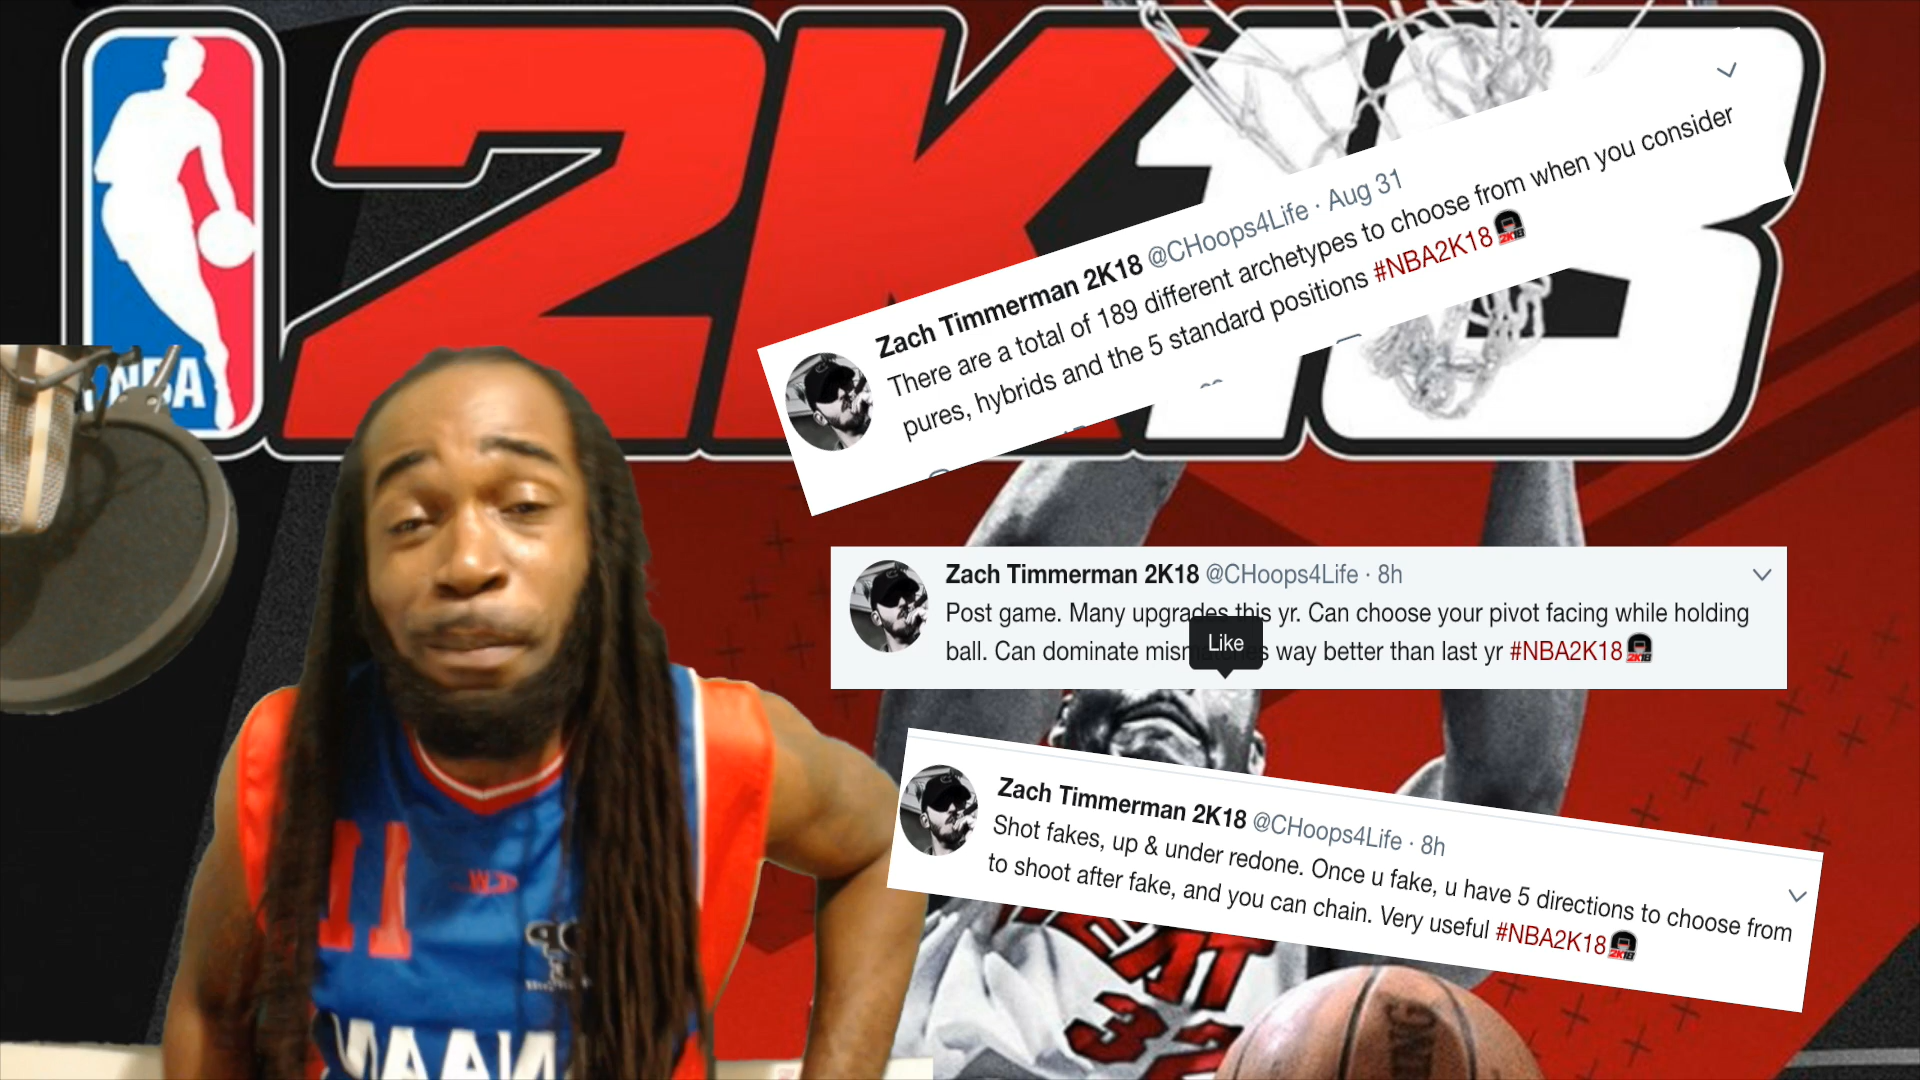 NBA
2K18
Zach Timmerman 2K18 @CHoops4Life · Aug 31
There are a total of 189 different archetypes to choose from when you consider
pures, hybrids and the 5 standard positions #NBA2K18
Zach Timmerman 2K18 @CHoops4Life · 8h
Post game. Many upgrades this yr. Can choose your pivot facing while holding
ball. Can dominate mismatches way better than last yr #NBA2K18
Like
Zach Timmerman 2K18 @CHoops4Life · 8h
Shot fakes, up & under redone. Once u fake, u have 5 directions to choose from
to shoot after fake, and you can chain. Very useful #NBA2K18
11
32